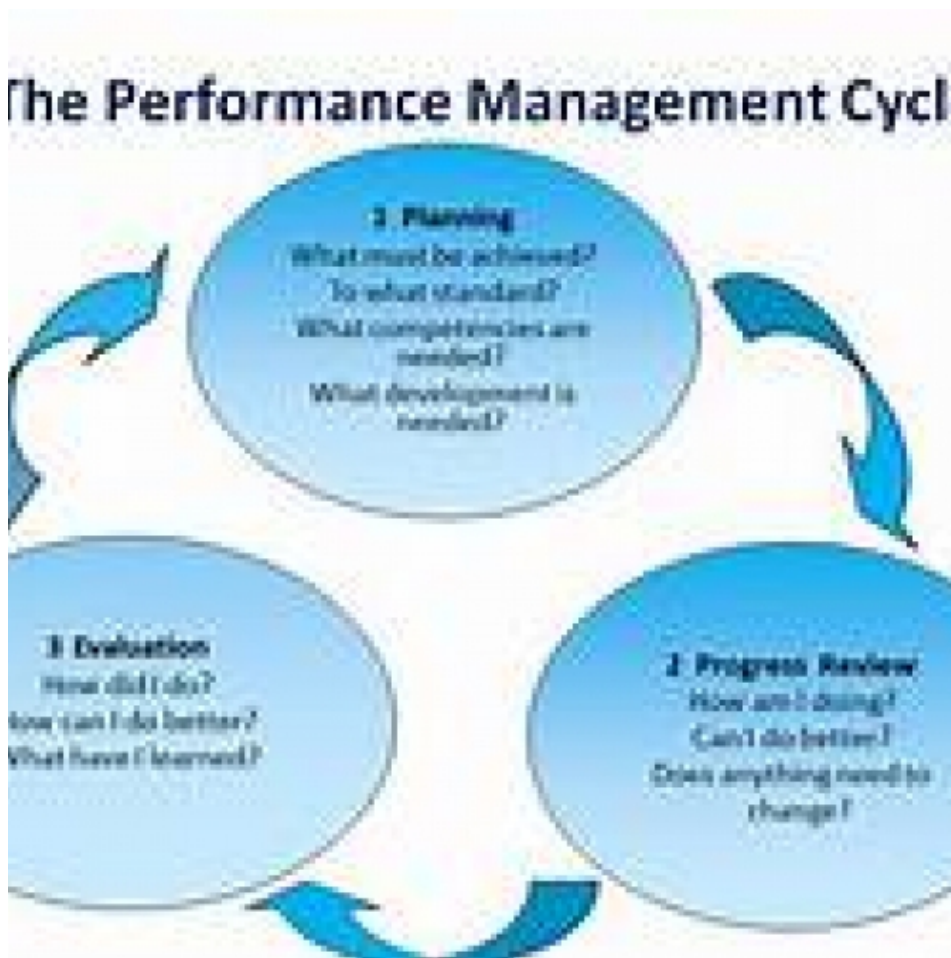 The Performance Management Cycl
1 Planning
What must be achieved?
To what standard?
What competencies are
needed?
What development is
needed?
3 Evaluation
How did I do?
How can I do better?
What have I learned?
2 Progress Review
How am I doing?
Can I do better?
Does anything need to
change?